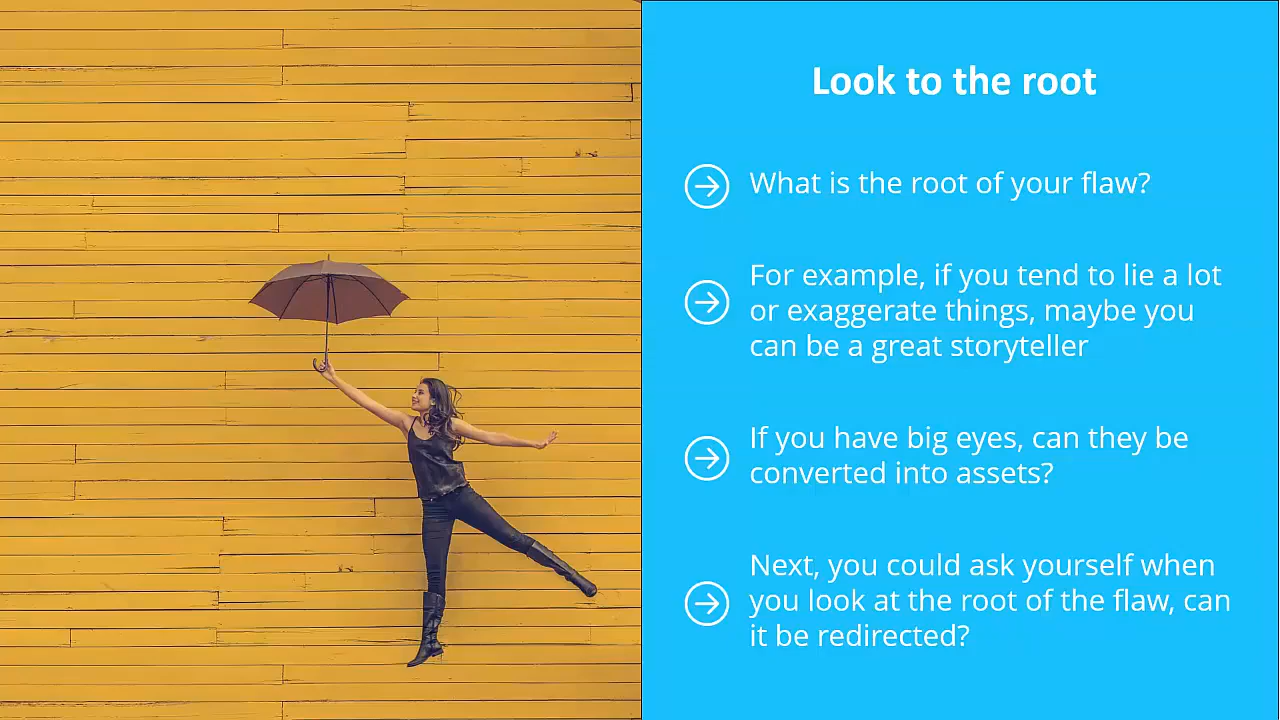 Look to the root
What is the root of your flaw?
For example, if you tend to lie a lot
or exaggerate things, maybe you
can be a great storyteller
If you have big eyes, can they be
converted into assets?
Next, you could ask yourself when
you look at the root of the flaw, can
it be redirected?